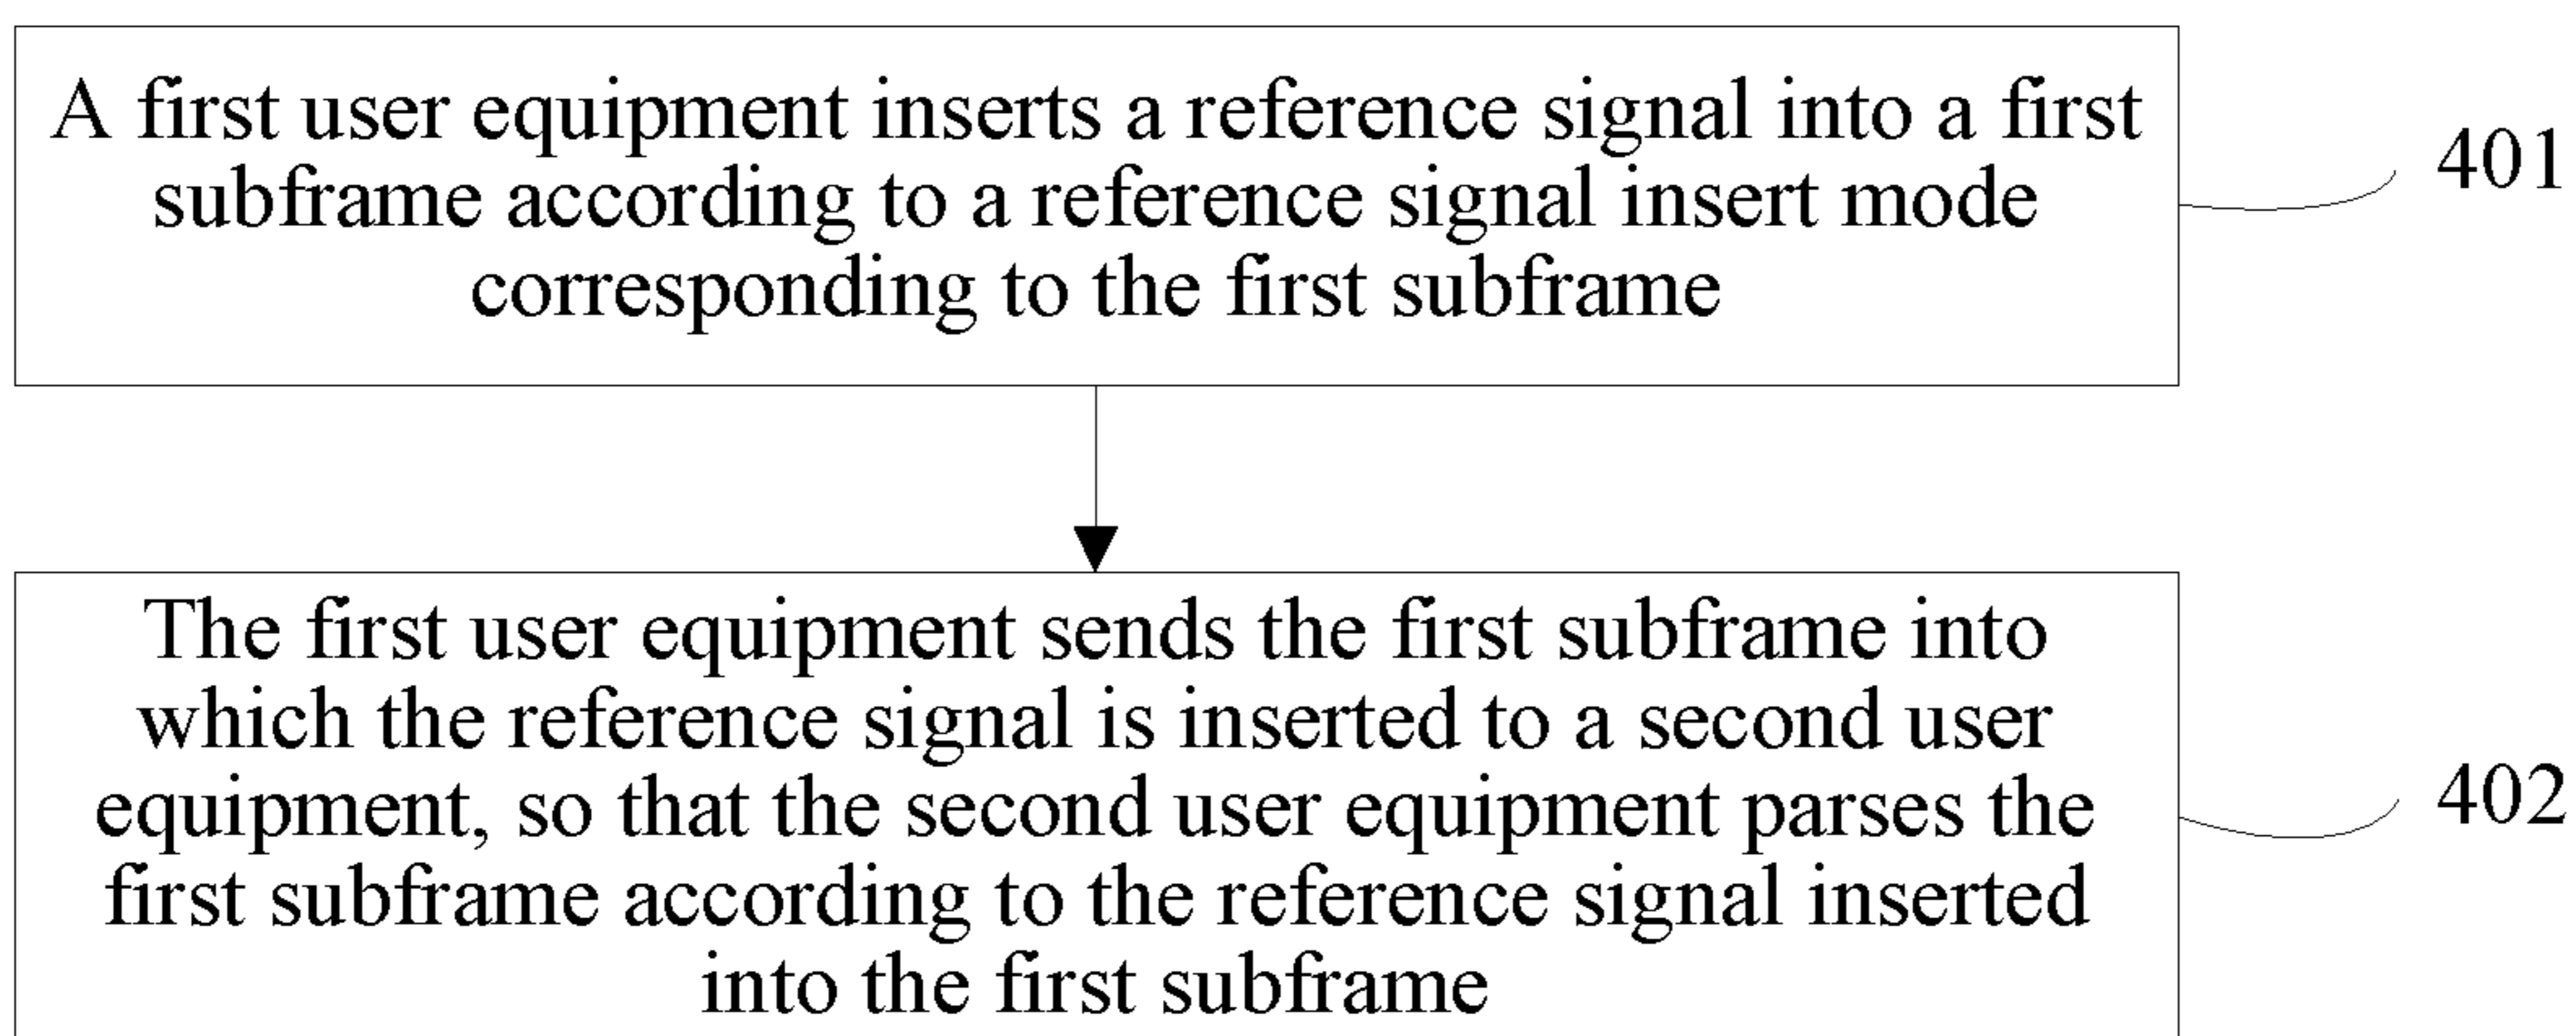 A first user equipment inserts a reference signal into a first
subframe according to a reference signal insert mode
corresponding to the first subframe
401
The first user equipment sends the first subframe into
which the reference signal is inserted to a second user
equipment, so that the second user equipment parses the
first subframe according to the reference signal inserted
into the first subframe
402